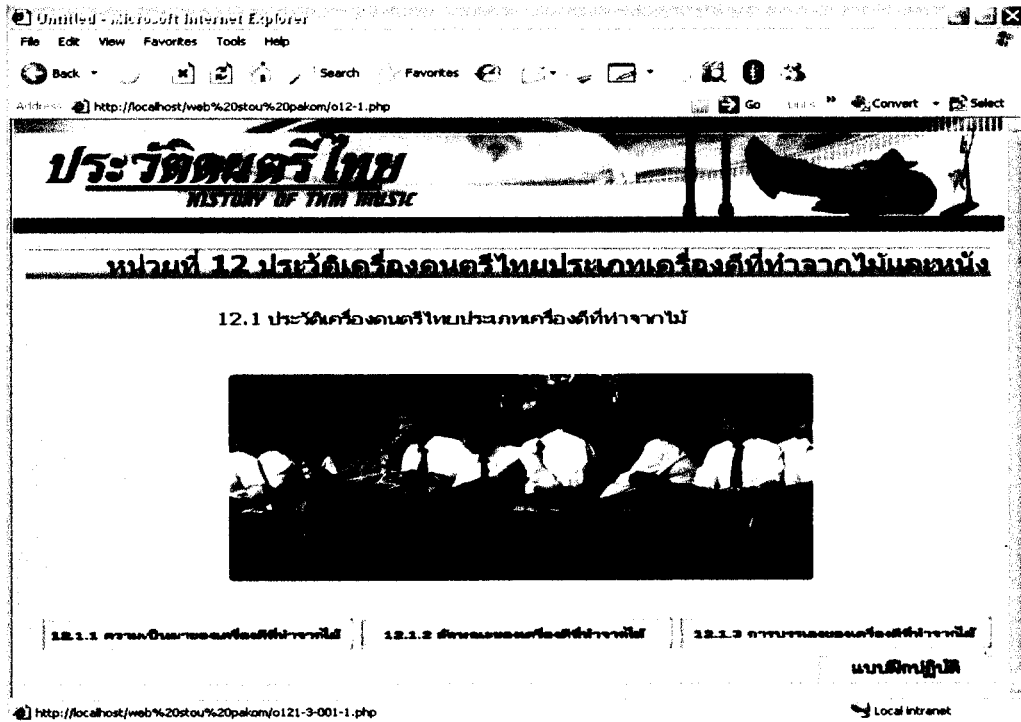 Untitled - Microsoft Internet Explorer
File Edit View Favorites Tools Help
Back Search Favorites
Address http://localhost/web%20stou%20pakom/o12-1.php Go Links » Convert Select
ประวัติดนตรีไทย
HISTORY OF THAI MUSIC
หน่วยที่ 12 ประวัติเครื่องดนตรีไทยประเภทเครื่องตีที่ทำจากไม้และหนัง
12.1 ประวัติเครื่องดนตรีไทยประเภทเครื่องตีที่ทำจากไม้
12.1.1 ความเป็นมาของเครื่องตีที่ทำจากไม้ 12.1.2 ลักษณะของเครื่องตีที่ทำจากไม้ 12.1.3 การบรรเลงของเครื่องตีที่ทำจากไม้
แบบฝึกปฏิบัติ
http://localhost/web%20stou%20pakom/o121-3-001-1.php Local intranet